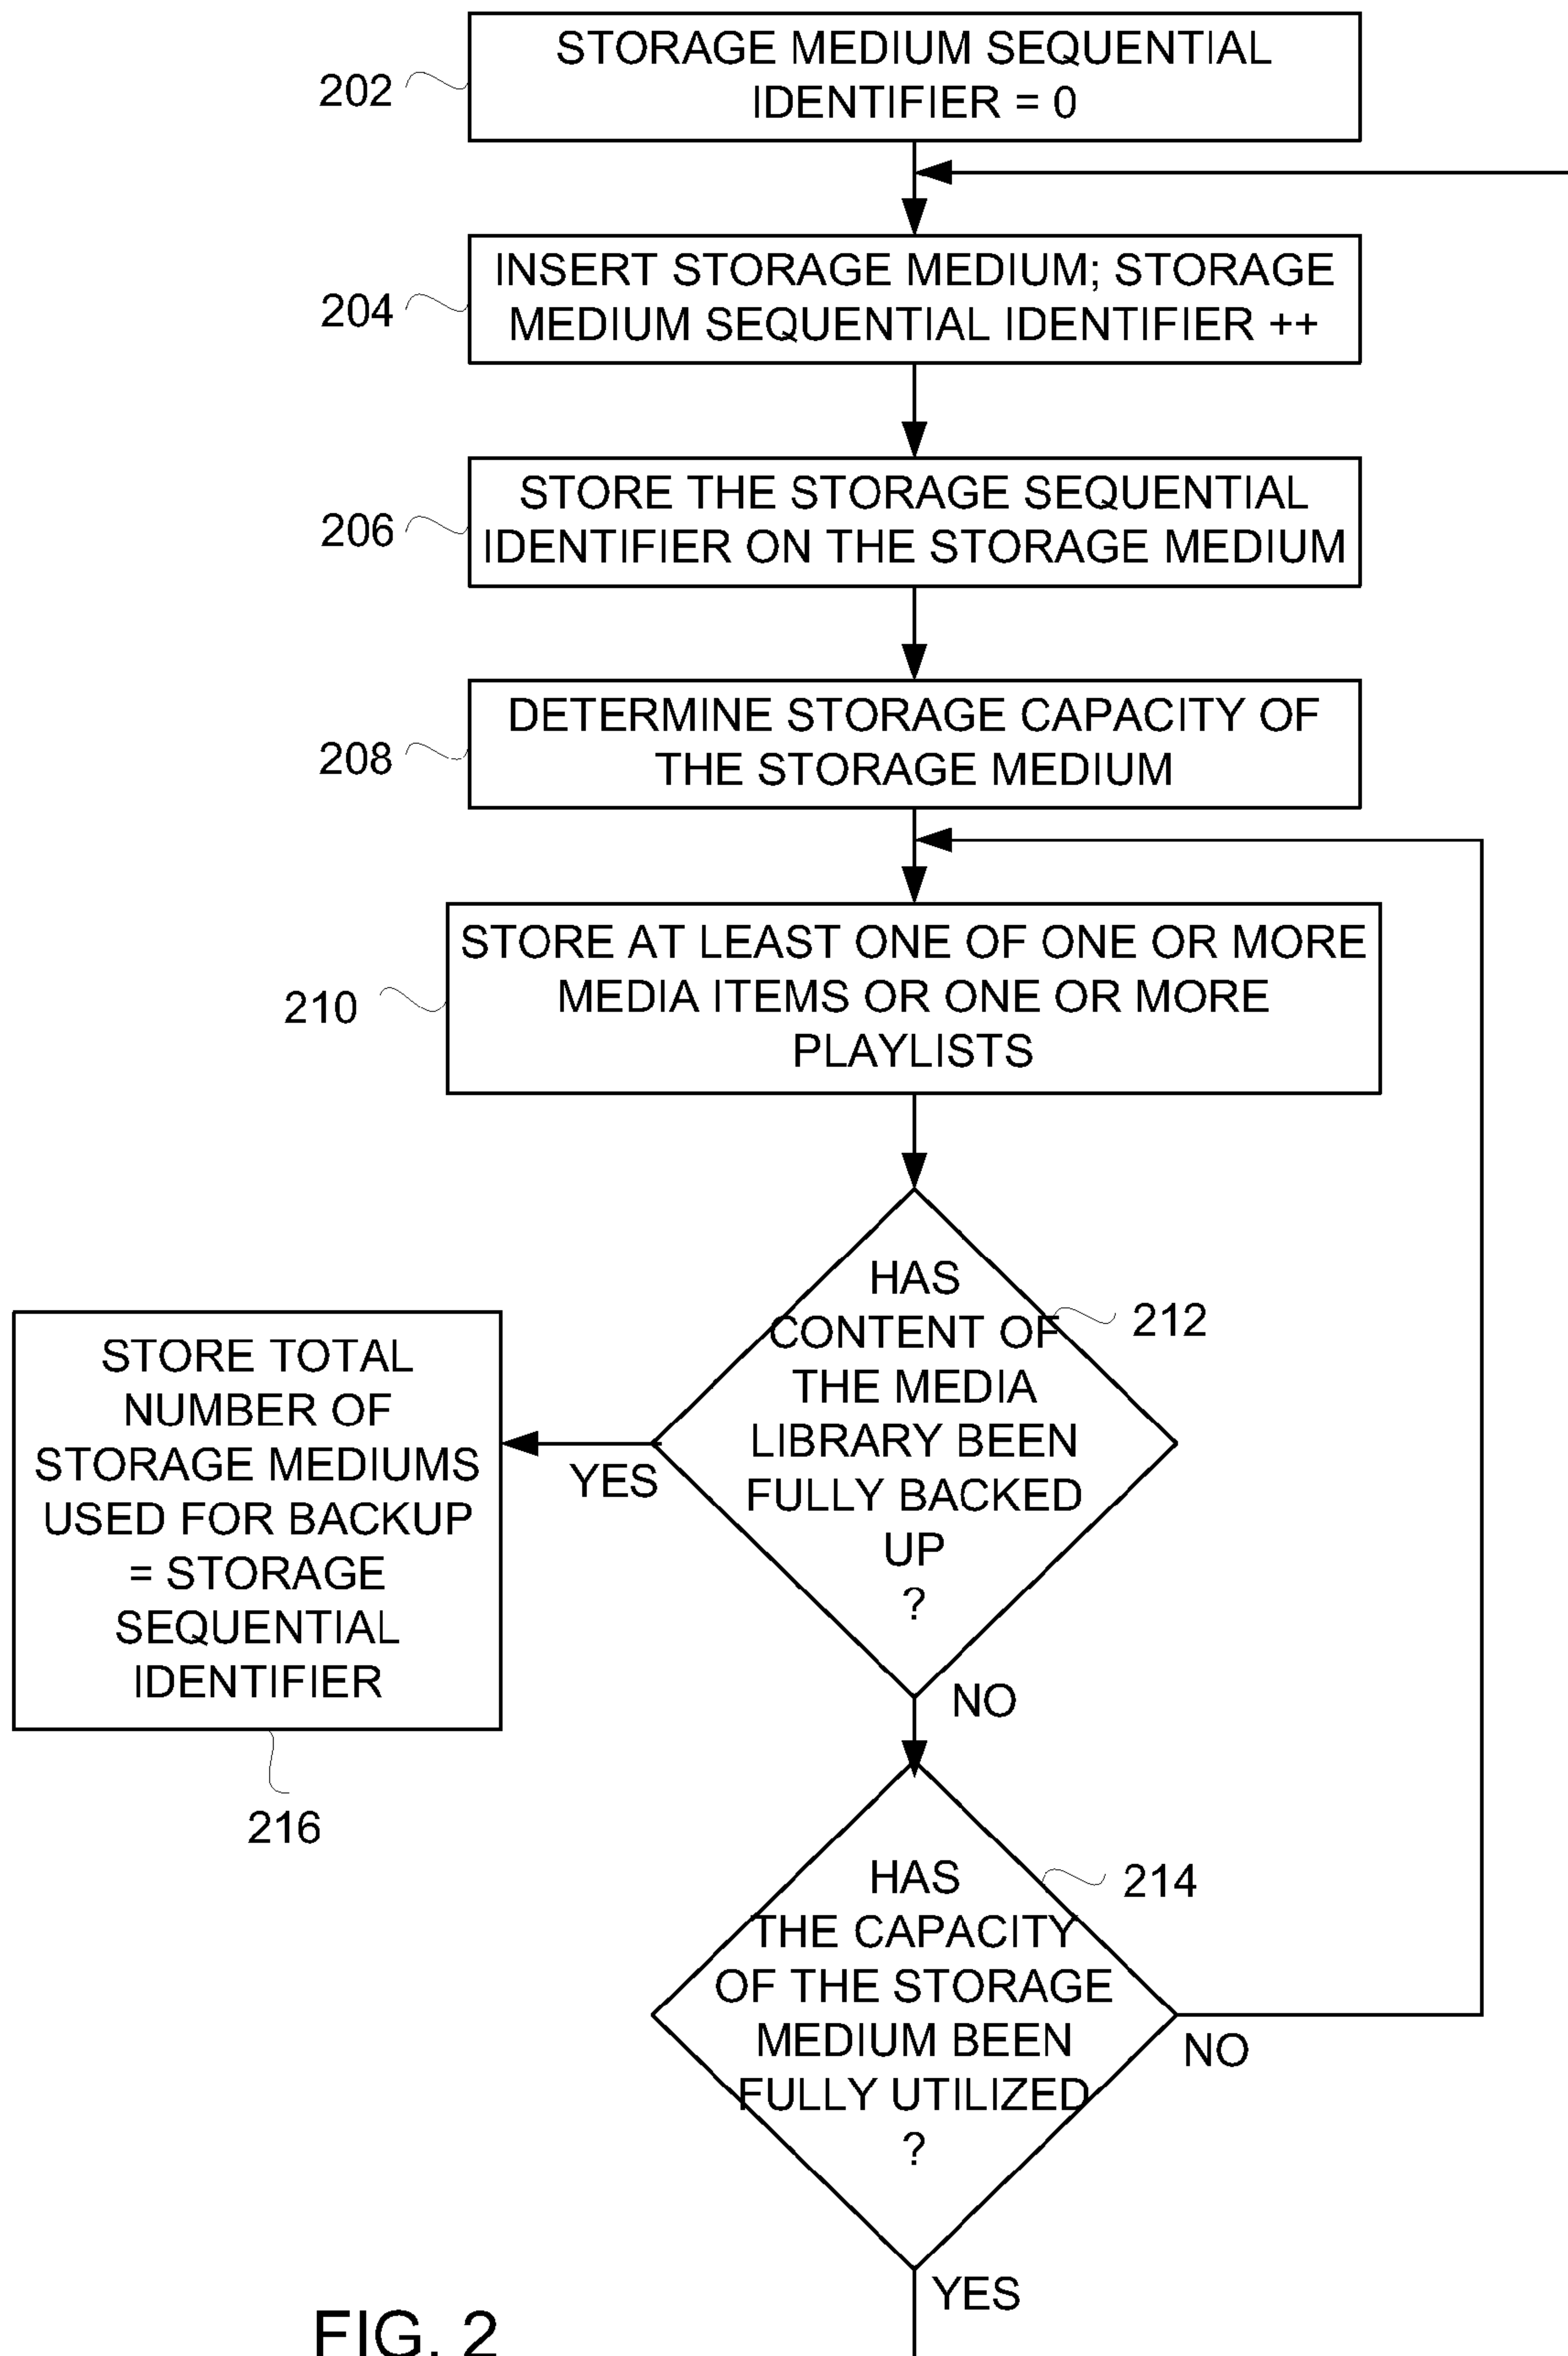 STORAGE MEDIUM SEQUENTIAL
IDENTIFIER = 0
202
INSERT STORAGE MEDIUM; STORAGE
MEDIUM SEQUENTIAL IDENTIFIER ++
204
STORE THE STORAGE SEQUENTIAL
IDENTIFIER ON THE STORAGE MEDIUM
206
DETERMINE STORAGE CAPACITY OF
THE STORAGE MEDIUM
208
STORE AT LEAST ONE OF ONE OR MORE
MEDIA ITEMS OR ONE OR MORE
PLAYLISTS
210
HAS
CONTENT OF
THE MEDIA
LIBRARY BEEN
FULLY BACKED
UP
?
212
YES
STORE TOTAL
NUMBER OF
STORAGE MEDIUMS
USED FOR BACKUP
= STORAGE
SEQUENTIAL
IDENTIFIER
216
NO
HAS
THE CAPACITY
OF THE STORAGE
MEDIUM BEEN
FULLY UTILIZED
?
214
NO
YES
FIG. 2